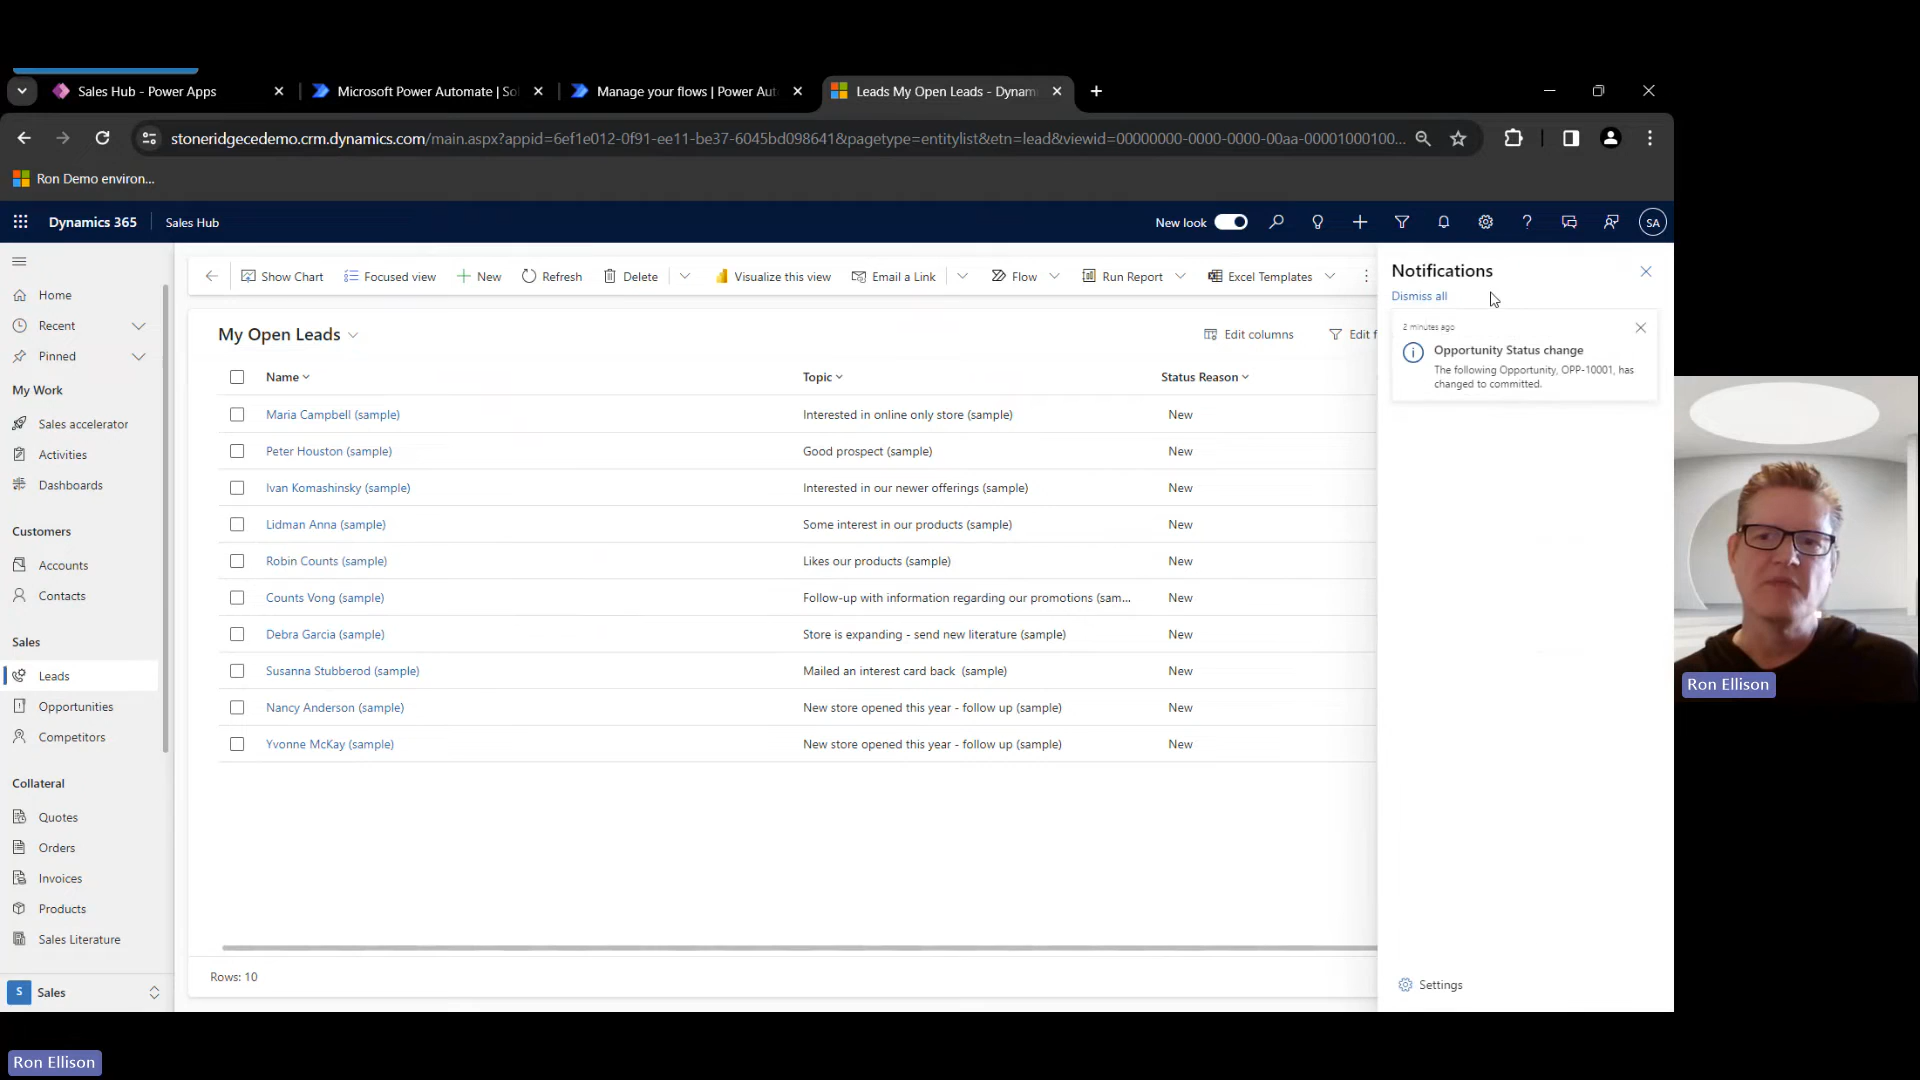 Sales Hub - Power Apps
Microsoft Power Automate | Sol
Manage your flows | Power Aut
Leads My Open Leads - Dynam
stoneridgecedemo.crm.dynamics.com/main.aspx?appid=6ef1e012-0f91-ee11-be37-6045bd098641&pagetype=entitylist&etn=lead&viewid=00000000-0000-0000-00aa-00001000100...
Ron Demo environ...
Dynamics 365
Sales Hub
New look
SA
Home
Recent
Pinned
My Work
Sales accelerator
Activities
Dashboards
Customers
Accounts
Contacts
Sales
Leads
Opportunities
Competitors
Collateral
Quotes
Orders
Invoices
Products
Sales Literature
S Sales
Show Chart
Focused view
New
Refresh
Delete
Visualize this view
Email a Link
Flow
Run Report
Excel Templates
My Open Leads
Edit columns
Edit f
Name Topic Status Reason
Maria Campbell (sample) Interested in online only store (sample) New
Peter Houston (sample) Good prospect (sample) New
Ivan Komashinsky (sample) Interested in our newer offerings (sample) New
Lidman Anna (sample) Some interest in our products (sample) New
Robin Counts (sample) Likes our products (sample) New
Counts Vong (sample) Follow-up with information regarding our promotions (sam... New
Debra Garcia (sample) Store is expanding - send new literature (sample) New
Susanna Stubberod (sample) Mailed an interest card back (sample) New
Nancy Anderson (sample) New store opened this year - follow up (sample) New
Yvonne McKay (sample) New store opened this year - follow up (sample) New
Rows: 10
Notifications
Dismiss all
2 minutes ago
Opportunity Status change
The following Opportunity, OPP-10001, has
changed to committed.
Settings
Ron Ellison
Ron Ellison